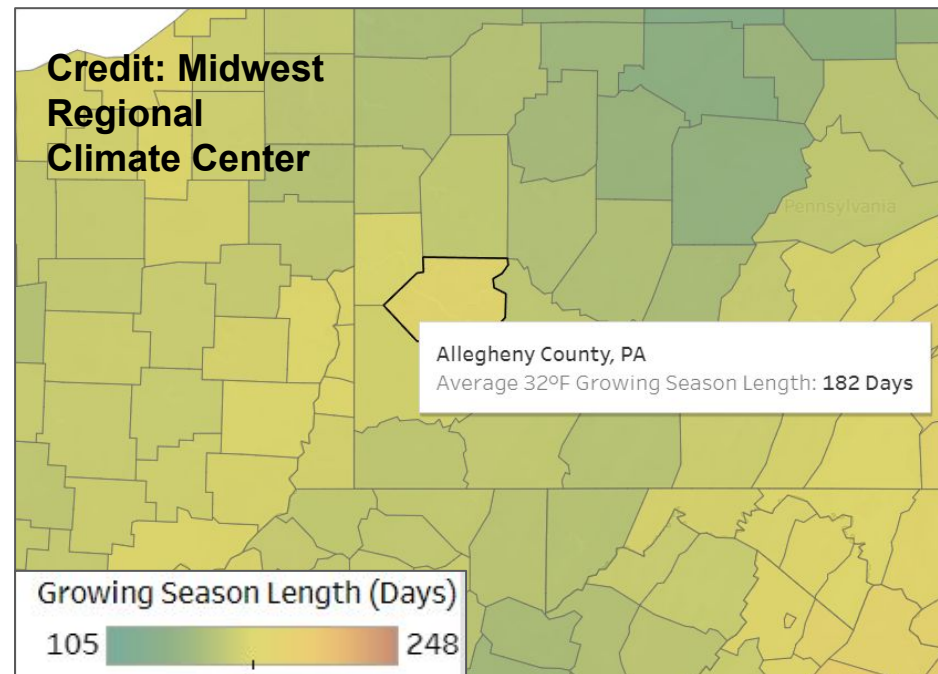 Credit: Midwest
Regional
Climate Center
Pennsylvania
Allegheny County, PA
Average 32ºF Growing Season Length: 182 Days
Growing Season Length (Days)
105 248